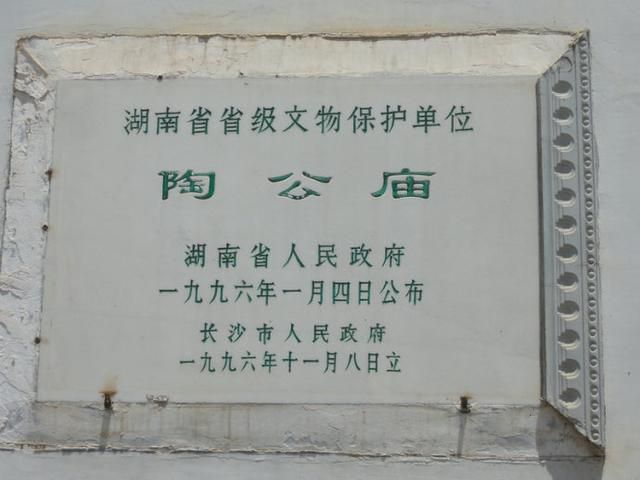 湖南省省级文物保护单位
陶公庙
湖南省人民政府
一九九六年一月四日公布
长沙市人民政府
一九九六年十一月八日立